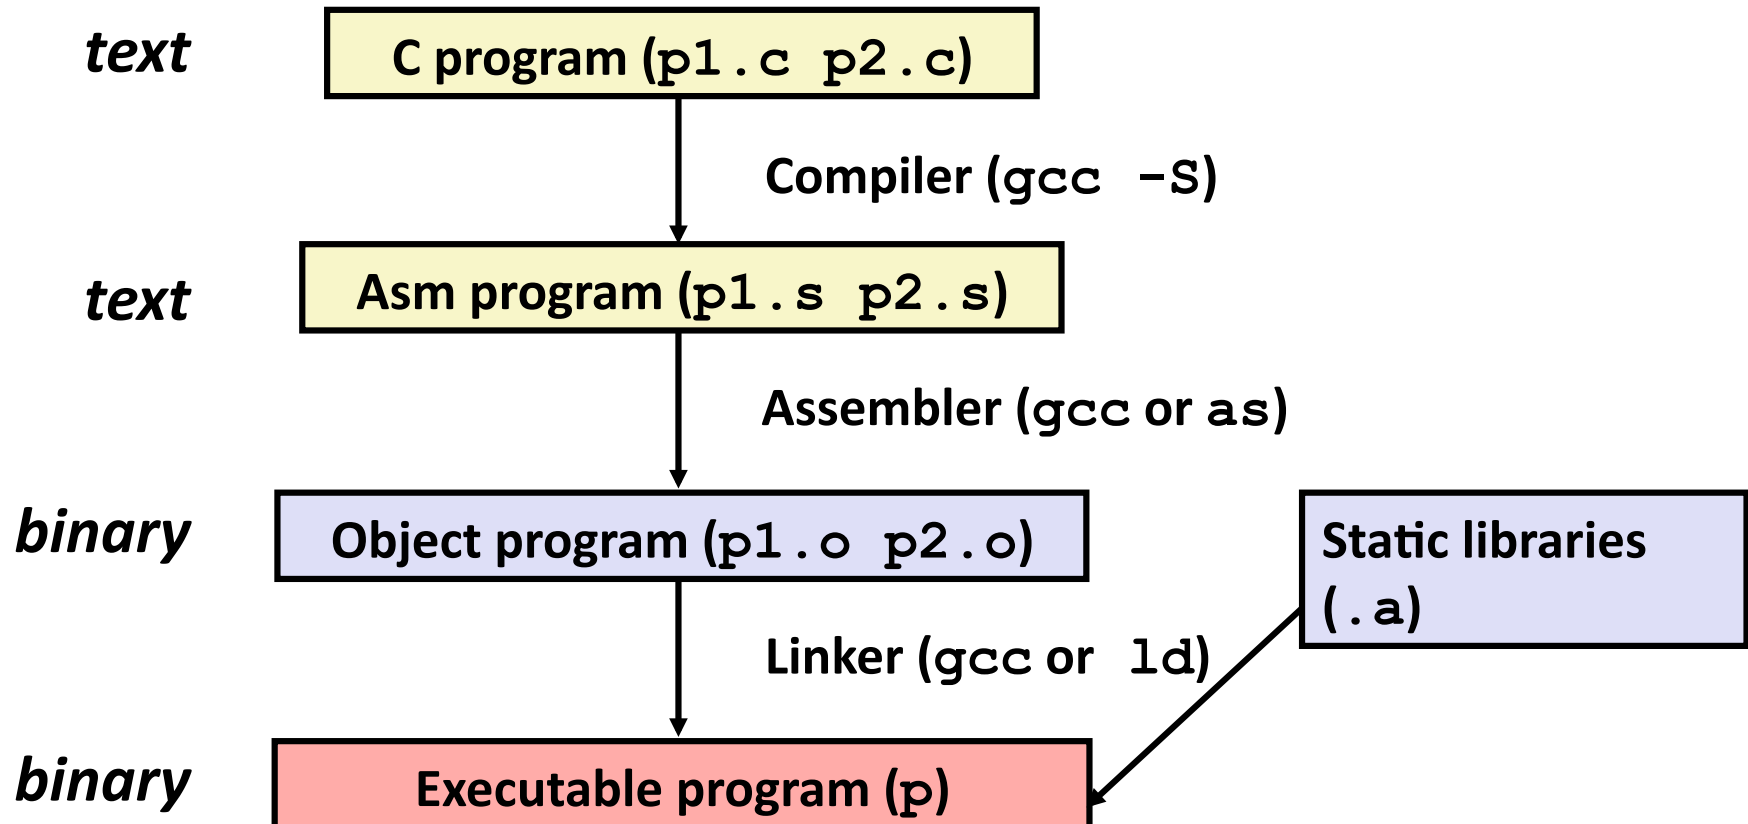 text
C program (p1.c p2.c)
Compiler (gcc -S)
text
Asm program (p1.s p2.s)
Assembler (gcc or as)
binary
Object program (p1.o p2.o)
Static libraries
(.a)
Linker (gcc or ld)
binary
Executable program (p)